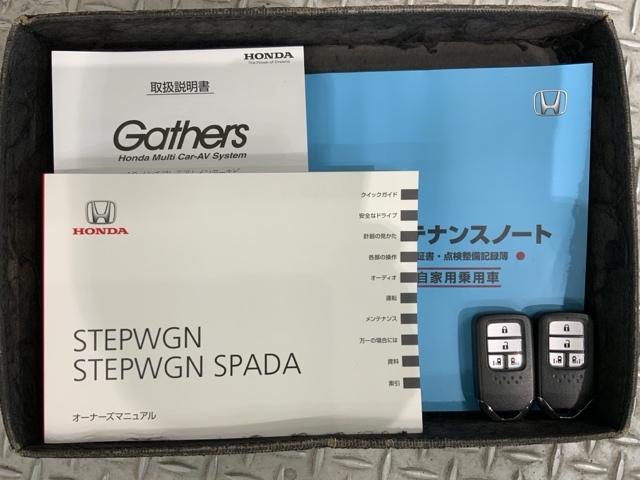 HONDA
The Power of Dreams
取扱説明書
Gathers
Honda Multi Car-AV System
HONDA
STEPWGN
STEPWGN SPADA
オーナーズマニュアル
クイックガイド
安全なドライブ
計器の見かた
各部の操作
オーディオ
運転
メンテナンス
万一の場合には
資料
索引
テナンスノート
証書・点検整備記録簿
自家用乗用車